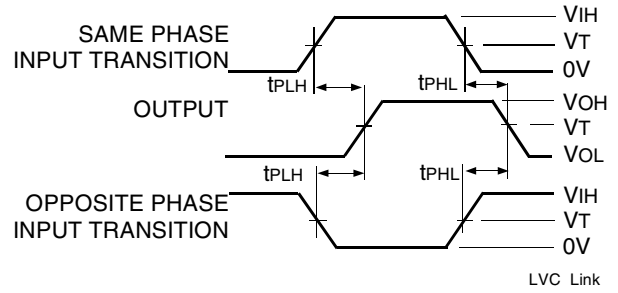 SAME PHASE
INPUT TRANSITION
VIH
VT
0V
tPLH
tPHL
OUTPUT
VOH
VT
VOL
tPLH
tPHL
OPPOSITE PHASE
INPUT TRANSITION
VIH
VT
0V
LVC Link